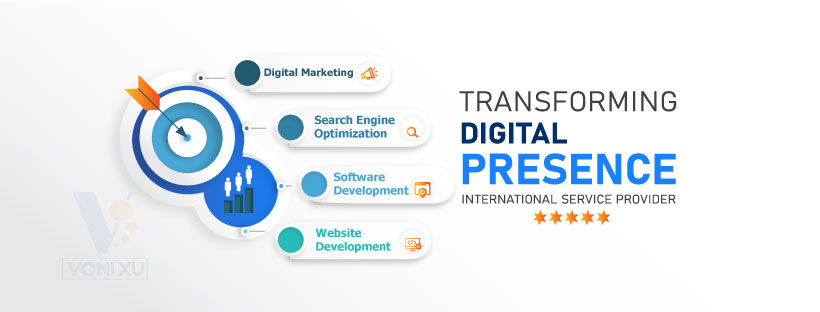 Digital Marketing
Search Engine
Optimization
Software
Development
Website
Development
TRANSFORMING
DIGITAL
PRESENCE
INTERNATIONAL SERVICE PROVIDER
VONIXU